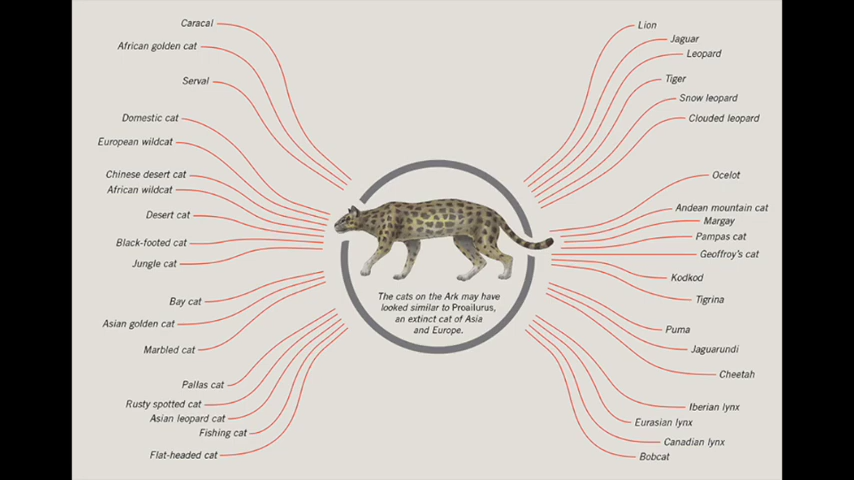 Caracal
African golden cat
Serval
Domestic cat
European wildcat
Chinese desert cat
African wildcat
Desert cat
Black-footed cat
Jungle cat
Bay cat
Asian golden cat
Marbled cat
Pallas cat
Rusty spotted cat
Asian leopard cat
Fishing cat
Flat-headed cat
The cats on the Ark may have
looked similar to Proailurus,
an extinct cat of Asia
and Europe.
Lion
Jaguar
Leopard
Tiger
Snow leopard
Clouded leopard
Ocelot
Andean mountain cat
Margay
Pampas cat
Geoffroy's cat
Kodkod
Tigrina
Puma
Jaguarundi
Cheetah
Iberian lynx
Eurasian lynx
Canadian lynx
Bobcat